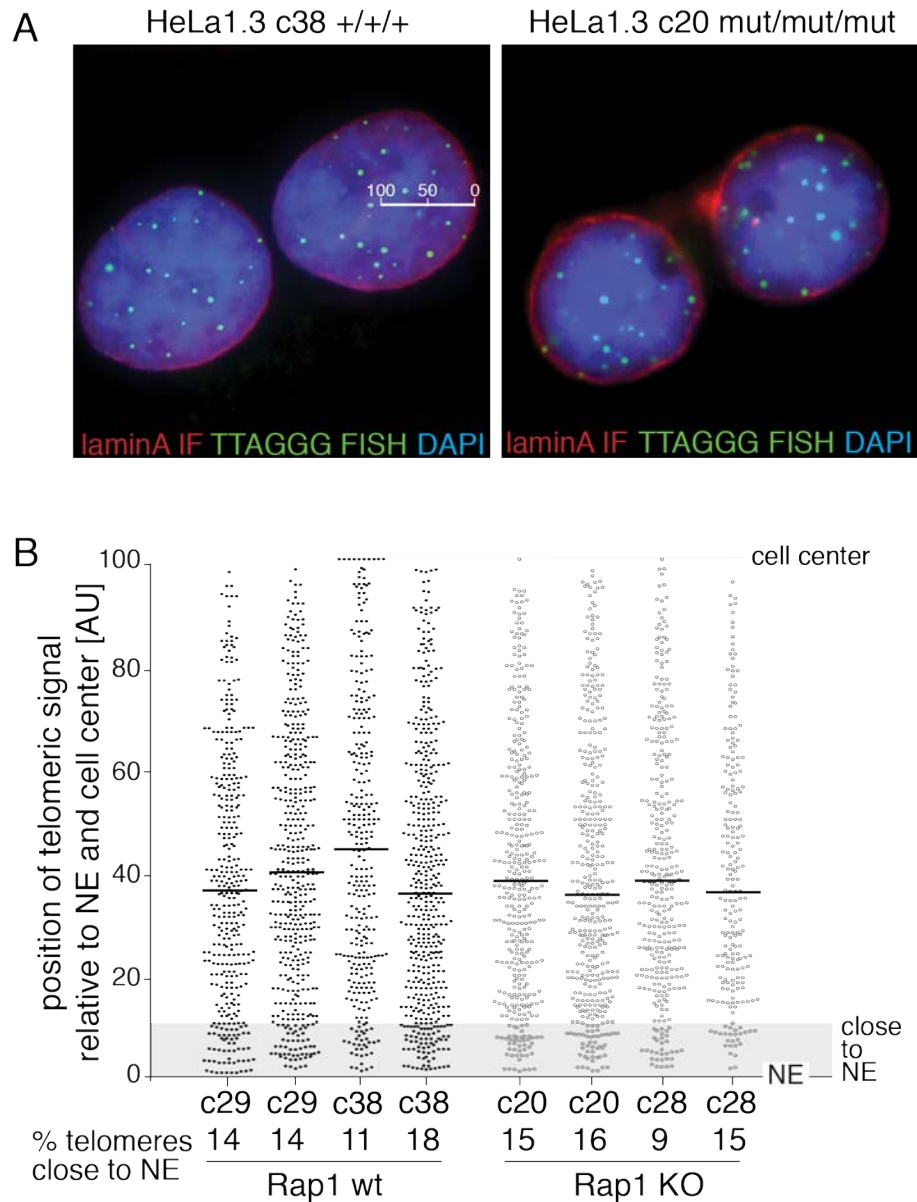 A
HeLa1.3 c38 +/+/+
HeLa1.3 c20 mut/mut/mut
100 50 0
laminA IF TTAGGG FISH DAPI
laminA IF TTAGGG FISH DAPI
B
position of telomeric signal
relative to NE and cell center [AU]
100
80
60
40
20
0
cell center
close
to
NE
NE
c29 c29 c38 c38 c20 c20 c28 c28
% telomeres
close to NE
14 14 11 18 15 16 9 15
Rap1 wt
Rap1 KO